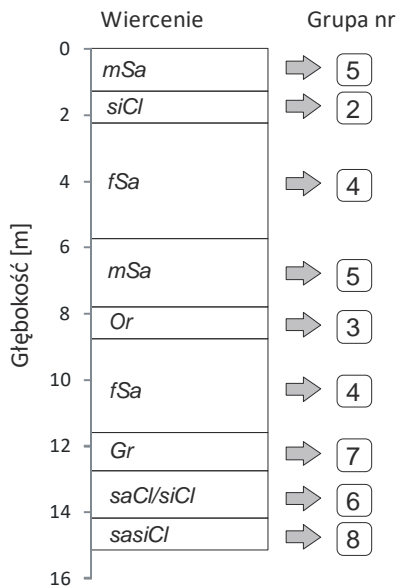 Wiercenie Grupa nr
0
mSa 5
siCl 2
2
fSa 4
4
6
mSa 5
8
Or 3
10
fSa 4
12
Gr 7
saCl/siCl 6
14
sasiCl 8
16
Głębokość [m]